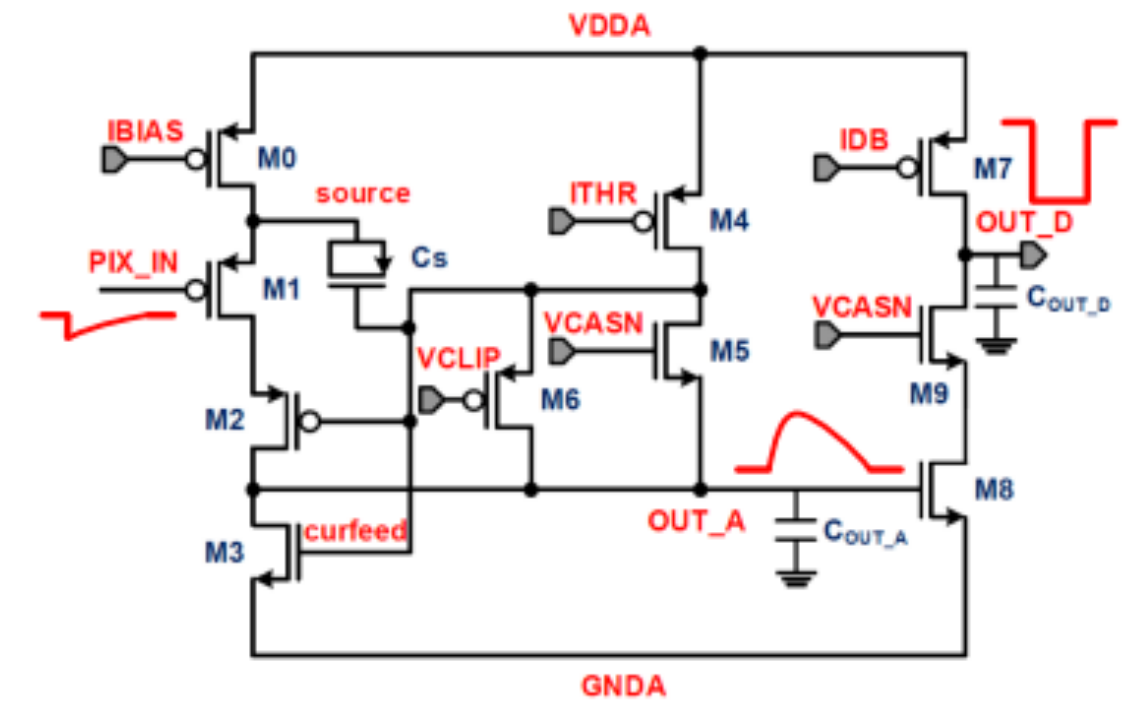 VDDA
IBIAS
M0
IDB
M7
source
ITHR
M4
OUT_D
PIX_IN
Cs
M1
COUT_D
VCASN
VCASN
VCLIP
M5
M6
M9
M2
M8
OUT_A
curfeed
COUT_A
M3
GNDA